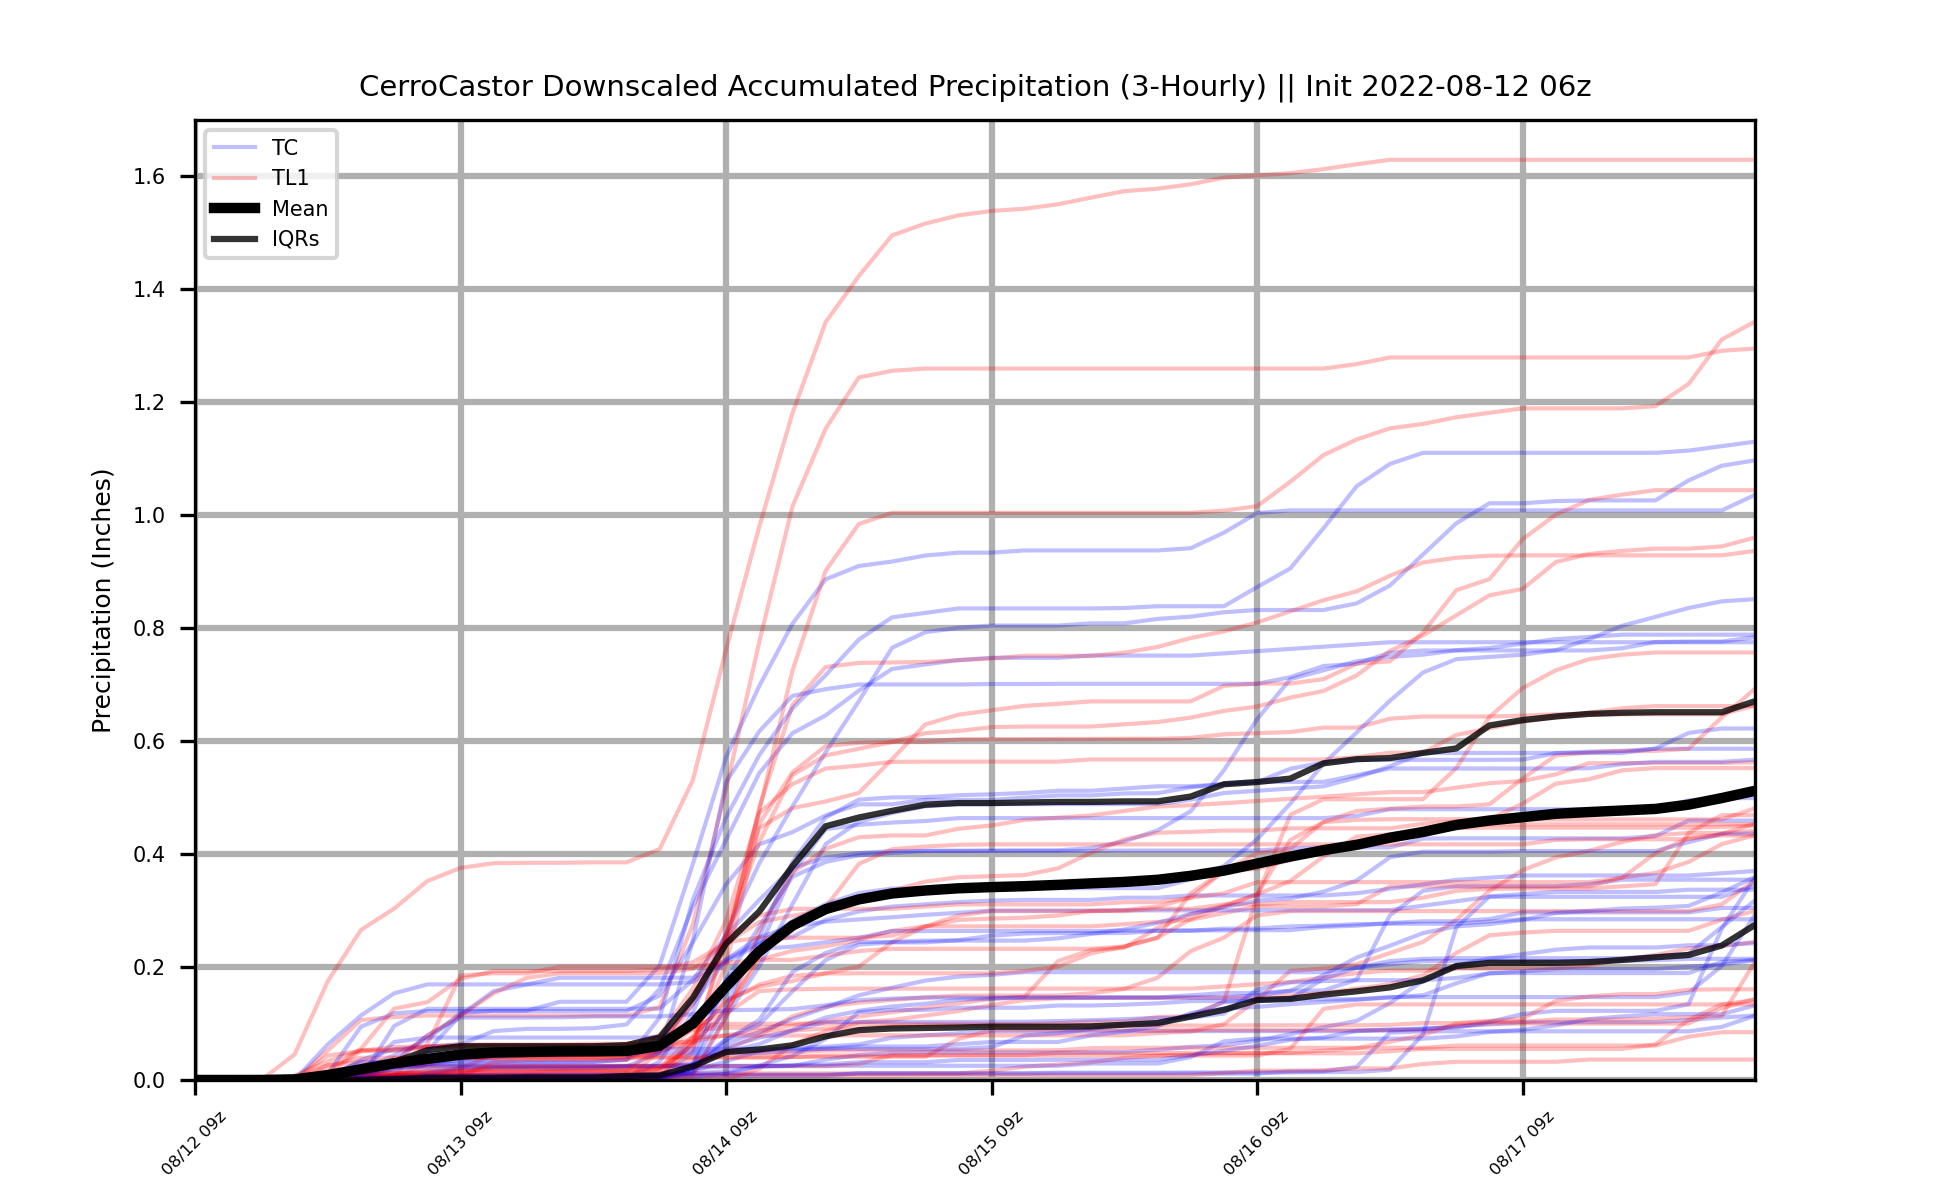 CerroCastor Downscaled Accumulated Precipitation (3-Hourly) || Init 2022-08-12 06z
TC
TL1
Mean
IQRs
Precipitation (Inches)
1.6
1.4
1.2
1.0
0.8
0.6
0.4
0.2
0.0
08/12 09z
08/13 09z
08/14 09z
08/15 09z
08/16 09z
08/17 09z